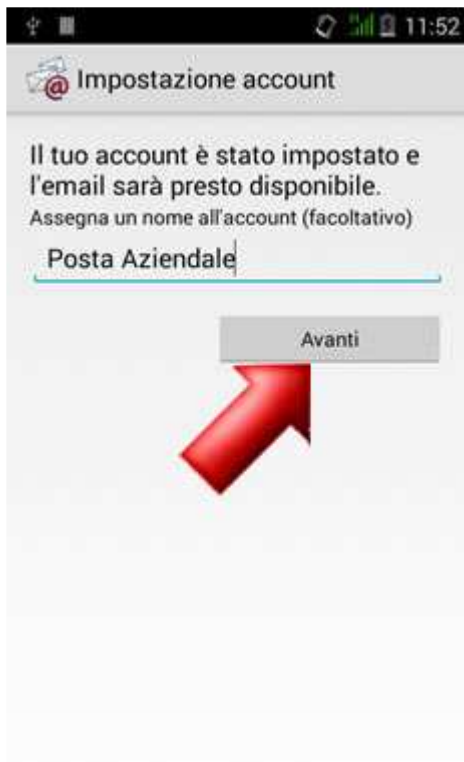 11:52
Impostazione account
Il tuo account è stato impostato e
l'email sarà presto disponibile.
Assegna un nome all'account (facoltativo)
Posta Aziendale
Avanti